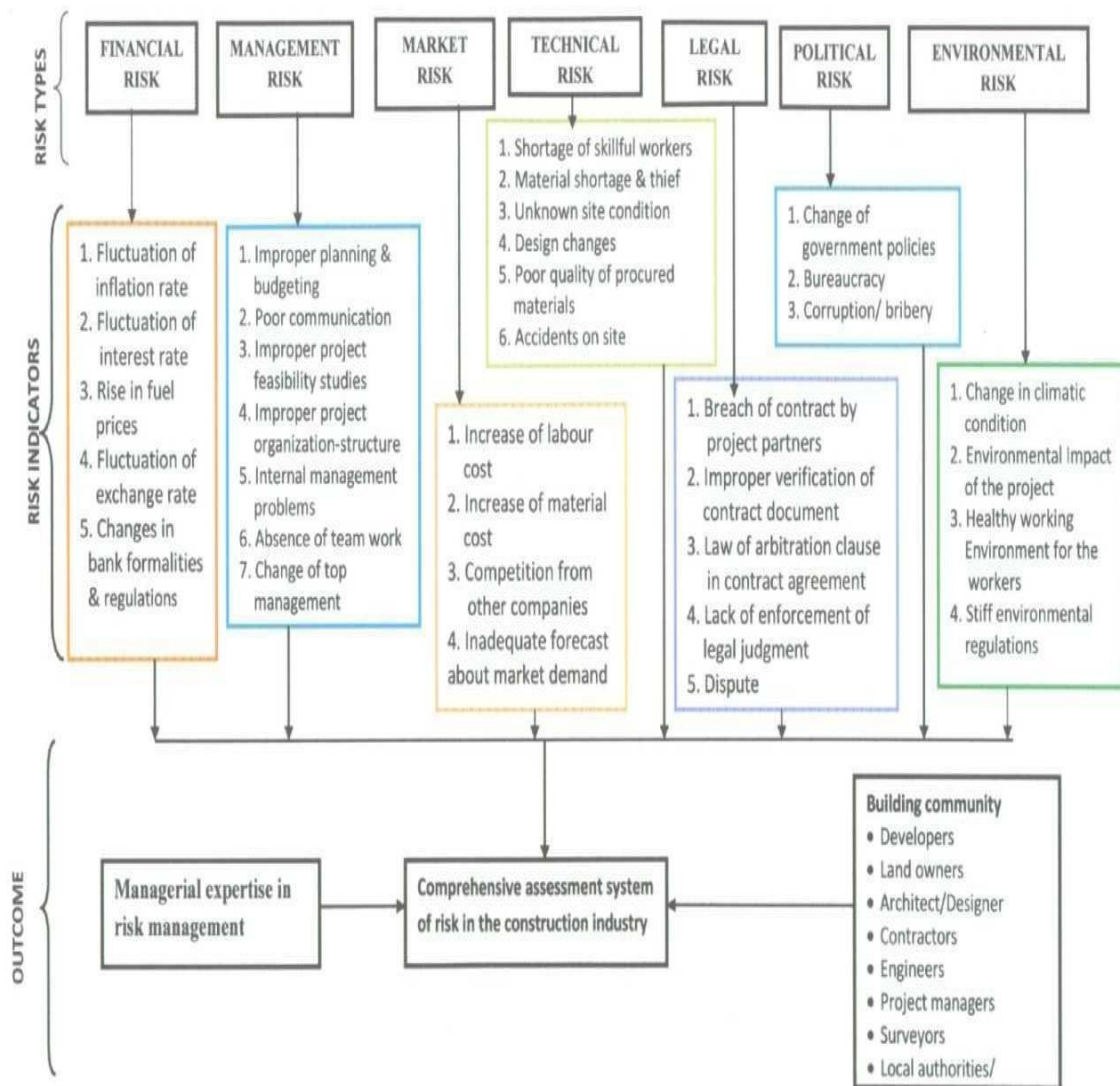 RISK TYPES
FINANCIAL
RISK
MANAGEMENT
RISK
MARKET
RISK
TECHNICAL
RISK
LEGAL
RISK
POLITICAL
RISK
ENVIRONMENTAL
RISK
RISK INDICATORS
1. Fluctuation of
inflation rate
2. Fluctuation of
interest rate
3. Rise in fuel
prices
4. Fluctuation of
exchange rate
5. Changes in
bank formalities
& regulations
1. Improper planning &
budgeting
2. Poor communication
3. Improper project
feasibility studies
4. Improper project
organization-structure
5. Internal management
problems
6. Absence of team work
7. Change of top
management
1. Increase of labour
cost
2. Increase of material
cost
3. Competition from
other companies
4. Inadequate forecast
about market demand
1. Shortage of skillful workers
2. Material shortage & thief
3. Unknown site condition
4. Design changes
5. Poor quality of procured
materials
6. Accidents on site
1. Breach of contract by
project partners
2. Improper verification of
contract document
3. Law of arbitration clause
in contract agreement
4. Lack of enforcement of
legal judgment
5. Dispute
1. Change of
government policies
2. Bureaucracy
3. Corruption/ bribery
1. Change in climatic
condition
2. Environmental Impact
of the project
3. Healthy working
Environment for the
workers
4. Stiff environmental
regulations
OUTCOME
Managerial expertise in
risk management
Comprehensive assessment system
of risk in the construction industry
Building community
• Developers
• Land owners
• Architect/Designer
• Contractors
• Engineers
• Project managers
• Surveyors
• Local authorities/